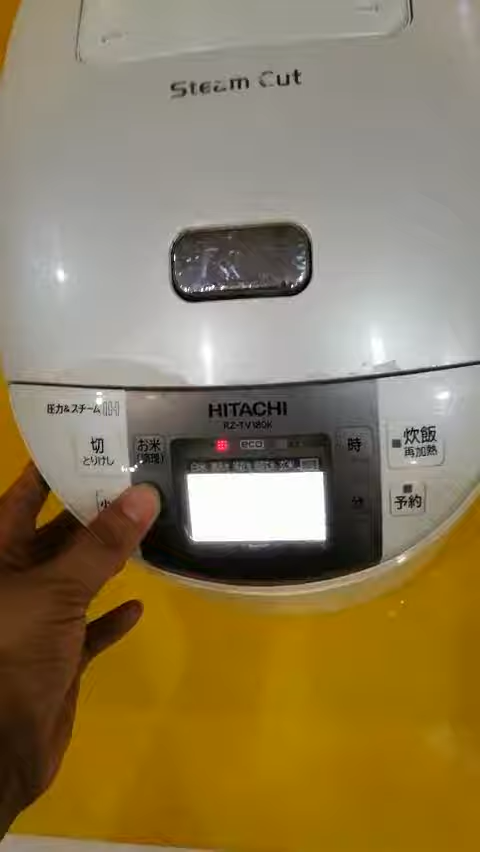 Steam Cut
圧力&スチーム
HITACHI
RZ-TV180K
切
とりけし
お米
eco
時
炊飯
再加熱
分
予約